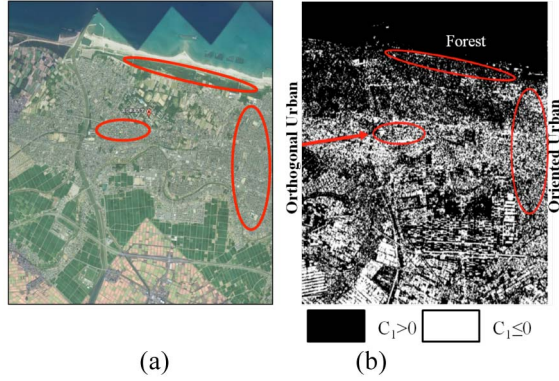 Forest
Orthogonal Urban
Oriented Urban
C₁>0
C₁≤0
(a)
(b)